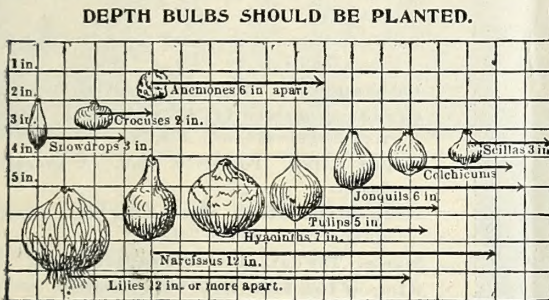 DEPTH BULBS SHOULD BE PLANTED.
1 in.
2 in.
Anemones 6 in apart
3 in
Crocuses 2 in.
4 in.
Snowdrops 3 in.
Scillas 3 in
Colchicums
5 in.
Jonquils 6 in.
Tulips 5 in.
Hyacinths 7 in.
Narcissus 12 in.
Lilies 12 in. or more apart.